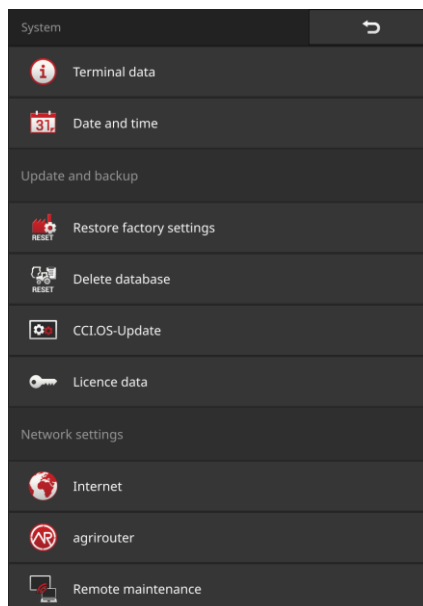 System
Terminal data
31
Date and time
Update and backup
RESET
Restore factory settings
RESET
Delete database
CCI.OS-Update
Licence data
Network settings
Internet
AR
agrirouter
Remote maintenance